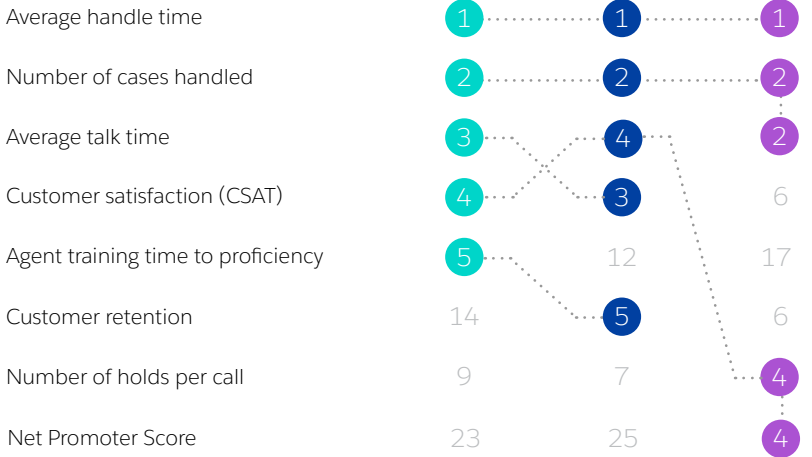 Average handle time 1 1 1
Number of cases handled 2 2 2
Average talk time 3 4 2
Customer satisfaction (CSAT) 4 3 6
Agent training time to proficiency 5 12 17
Customer retention 14 5 6
Number of holds per call 9 7 4
Net Promoter Score 23 25 4